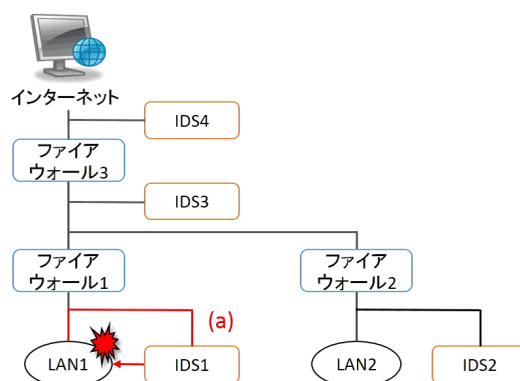 インターネット
IDS4
ファイア
ウォール3
IDS3
ファイア
ウォール1
ファイア
ウォール2
(a)
LAN1
IDS1
LAN2
IDS2